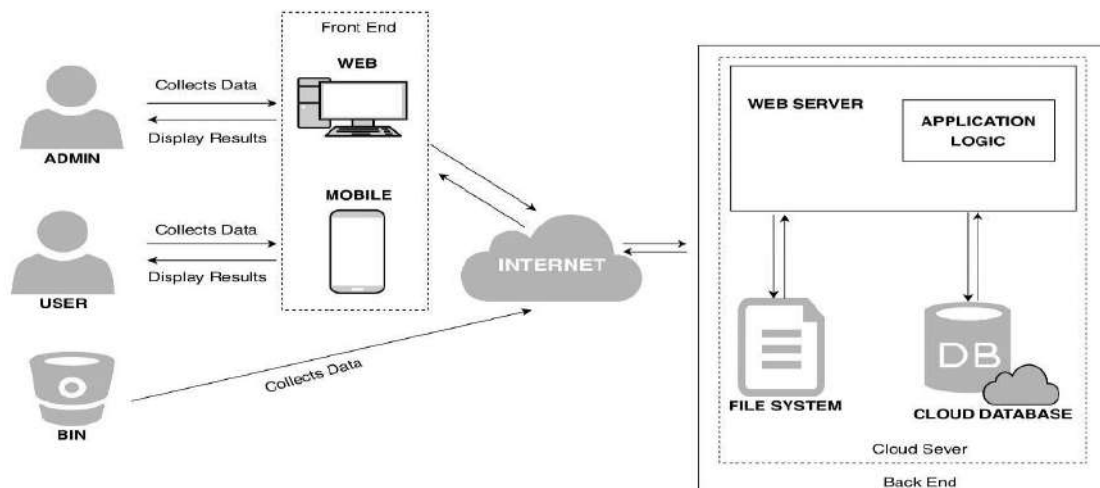 Front End
WEB
Collects Data
Display Results
ADMIN
MOBILE
Collects Data
Display Results
USER
Collects Data
BIN
INTERNET
WEB SERVER
APPLICATION
LOGIC
FILE SYSTEM
DB
CLOUD DATABASE
Cloud Sever
Back End